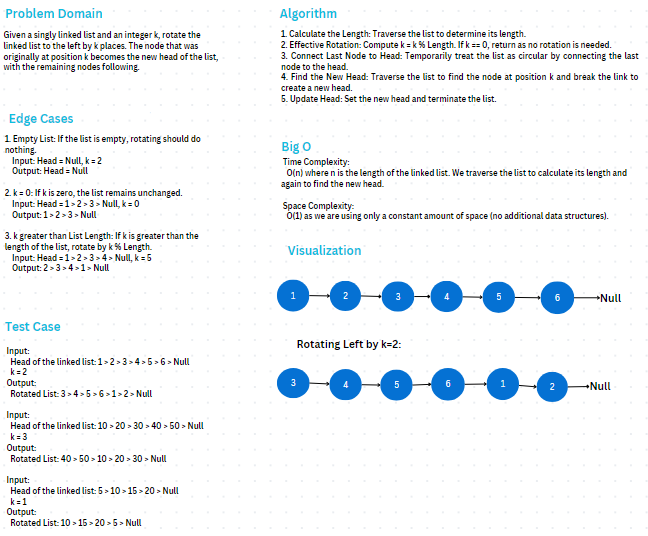 Problem Domain
Given a singly linked list and an integer k, rotate the
linked list to the left by k places. The node that was
originally at position k becomes the new head of the list,
with the remaining nodes following.
Edge Cases
1. Empty List: If the list is empty, rotating should do
nothing.
Input: Head = Null, k = 2
Output: Head = Null
2. k = 0: If k is zero, the list remains unchanged.
Input: Head = 1 > 2 > 3 > Null, k = 0
Output: 1 > 2 > 3 > Null
3. k greater than List Length: If k is greater than the
length of the list, rotate by k % Length.
Input: Head = 1 > 2 > 3 > 4 > Null, k = 5
Output: 2 > 3 > 4 > 1 > Null
Test Case
Input:
Head of the linked list: 1 > 2 > 3 > 4 > 5 > 6 > Null
k = 2
Output:
Rotated List: 3 > 4 > 5 > 6 > 1 > 2 > Null
Input:
Head of the linked list: 10 > 20 > 30 > 40 > 50 > Null
k = 3
Output:
Rotated List: 40 > 50 > 10 > 20 > 30 > Null
Input:
Head of the linked list: 5 > 10 > 15 > 20 > Null
k = 1
Output:
Rotated List: 10 > 15 > 20 > 5 > Null
Algorithm
1. Calculate the Length: Traverse the list to determine its length.
2. Effective Rotation: Compute k = k % Length. If k == 0, return as no rotation is needed.
3. Connect Last Node to Head: Temporarily treat the list as circular by connecting the last
node to the head.
4. Find the New Head: Traverse the list to find the node at position k and break the link to
create a new head.
5. Update Head: Set the new head and terminate the list.
Big O
Time Complexity:
O(n) where n is the length of the linked list. We traverse the list to calculate its length and
again to find the new head.
Space Complexity:
O(1) as we are using only a constant amount of space (no additional data structures).
Visualization
1 2 3 4 5 6 Null
Rotating Left by k=2:
3 4 5 6 1 2 Null